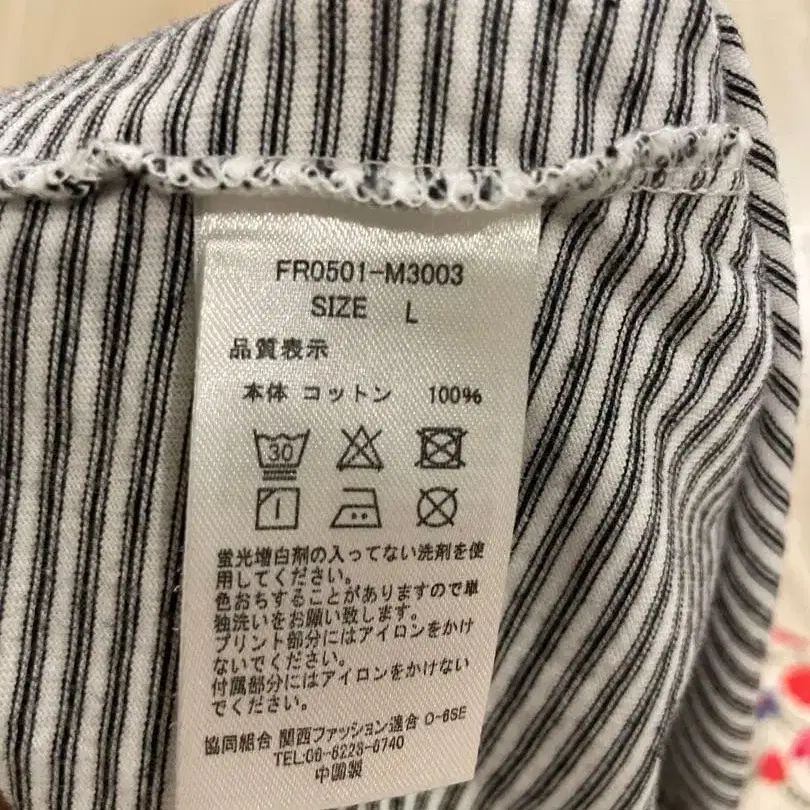 FR0501-M3003
SIZE L
品質表示
本体 コットン 100%
30
蛍光増白剤の入ってない洗剤を使
用してください。
色おちすることがありますので単
独洗いをお願い致します。
プリント部分にはアイロンをかけ
ないでください。
付属部分にはアイロンをかけない
でください。
協同組合 関西ファッション連合 O-6SE
TEL:06-6228-6740
中国製